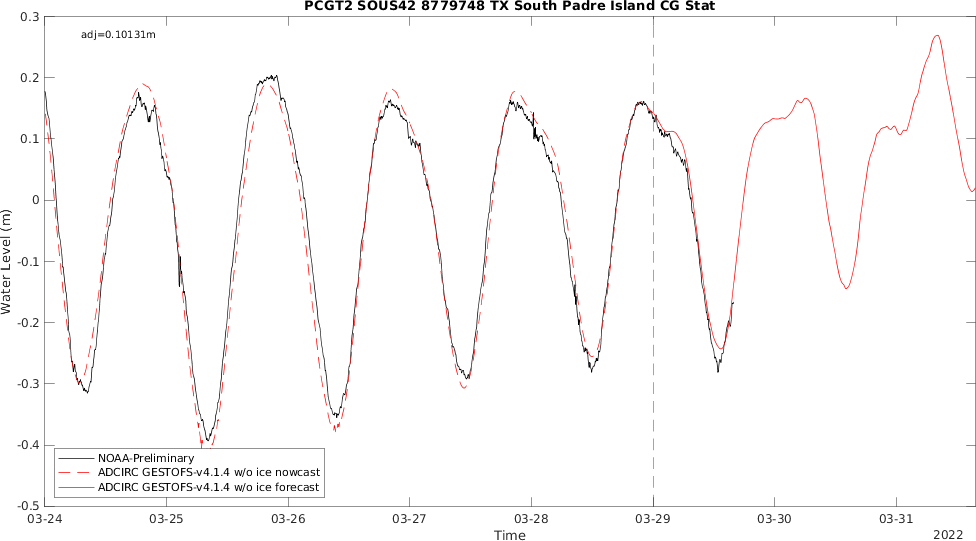 PCGT2 SOUS42 8779748 TX South Padre Island CG Stat
adj=0.10131m
0.3
0.2
0.1
0
-0.1
-0.2
-0.3
-0.4
-0.5
Water Level (m)
NOAA-Preliminary
ADCIRC GESTOFS-v4.1.4 w/o ice nowcast
ADCIRC GESTOFS-v4.1.4 w/o ice forecast
03-24 03-25 03-26 03-27 03-28 03-29 03-30 03-31
Time
2022